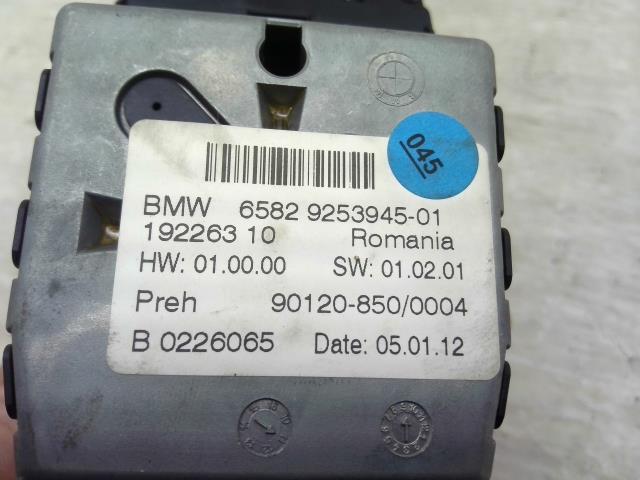 045
BMW 6582 9253945-01
192263 10 Romania
HW: 01.00.00 SW: 01.02.01
Preh 90120-850/0004
B 0226065 Date: 05.01.12